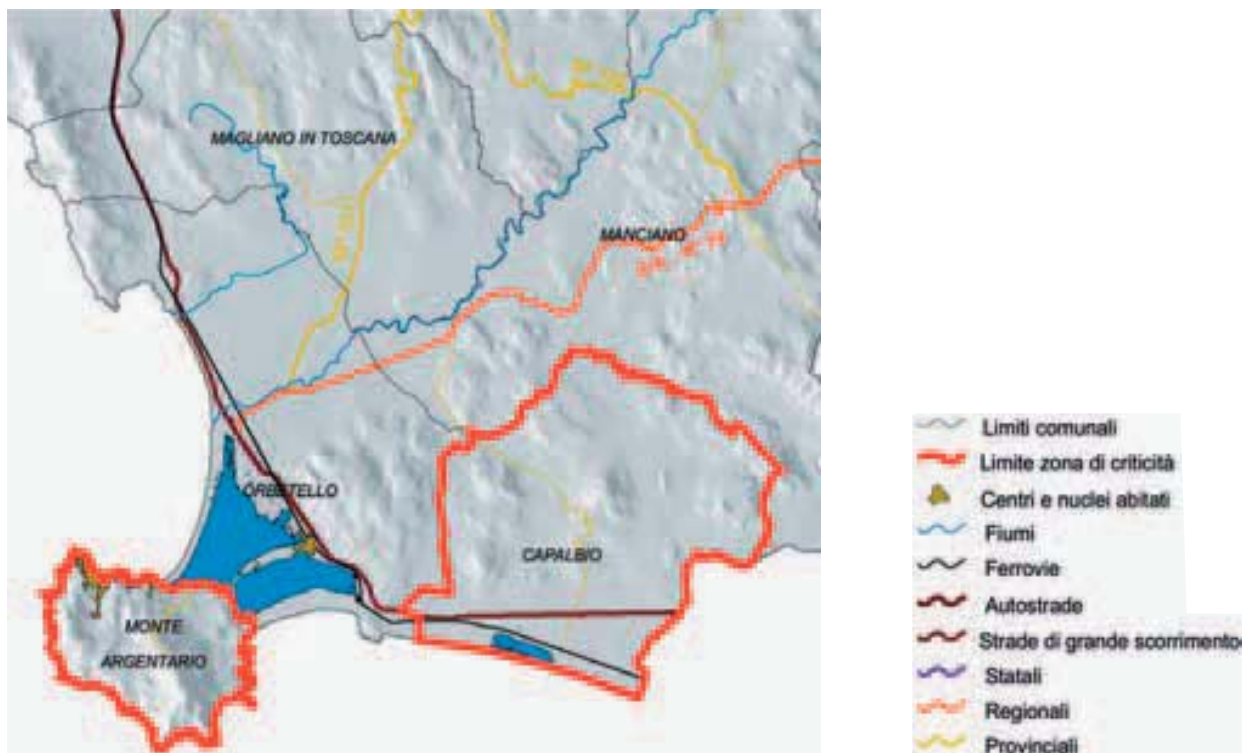 MAGLIANO IN TOSCANA
MANCIANO
ORBETELLO
CAPALBIO
MONTE
ARGENTARIO
Limiti comunali
Limite zona di criticità
Centri e nuclei abitati
Fiumi
Ferrovie
Autostrade
Strade di grande scorrimento
Statali
Regionali
Provinciali